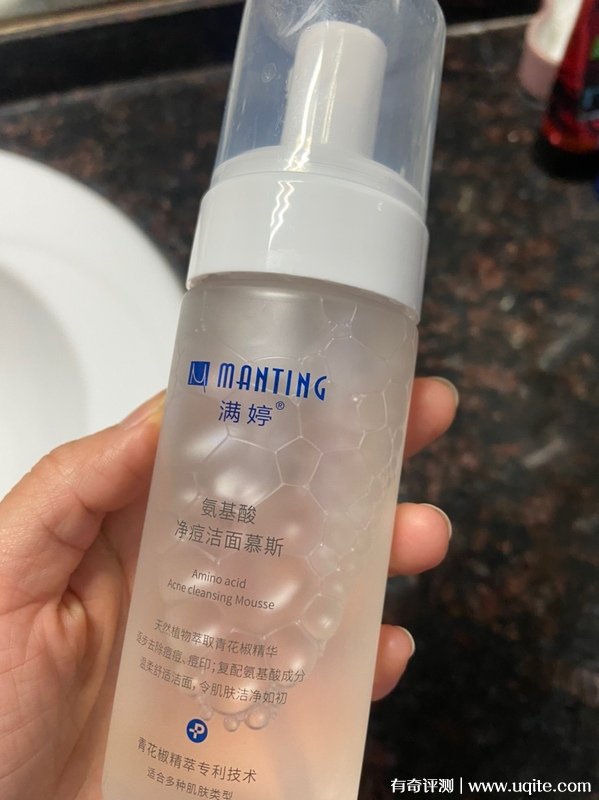 MANTING
满婷®
氨基酸
净痘洁面慕斯
Amino acid
Acne cleansing Mousse
天然植物萃取青花椒精华
逐步去除痘痘、痘印；复配氨基酸成分
温柔舒适洁面，令肌肤洁净如初
青花椒精萃专利技术
适合多种肌肤类型
有奇评测 | www.uqite.com